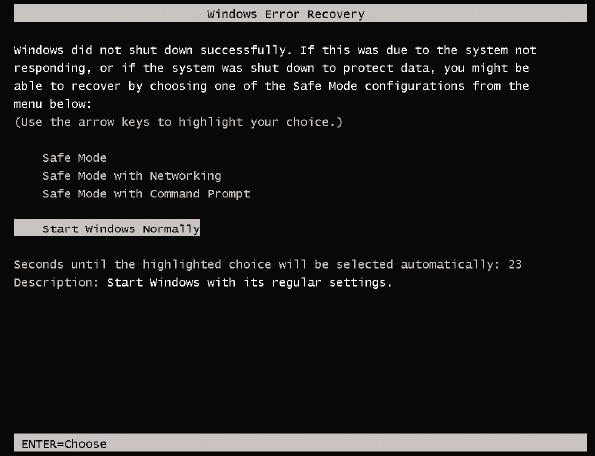 Windows Error Recovery
Windows did not shut down successfully. If this was due to the system not
responding, or if the system was shut down to protect data, you might be
able to recover by choosing one of the Safe Mode configurations from the
menu below:
(Use the arrow keys to highlight your choice.)
Safe Mode
Safe Mode with Networking
Safe Mode with Command Prompt
Start Windows Normally
Seconds until the highlighted choice will be selected automatically: 23
Description: Start Windows with its regular settings.
ENTER=Choose